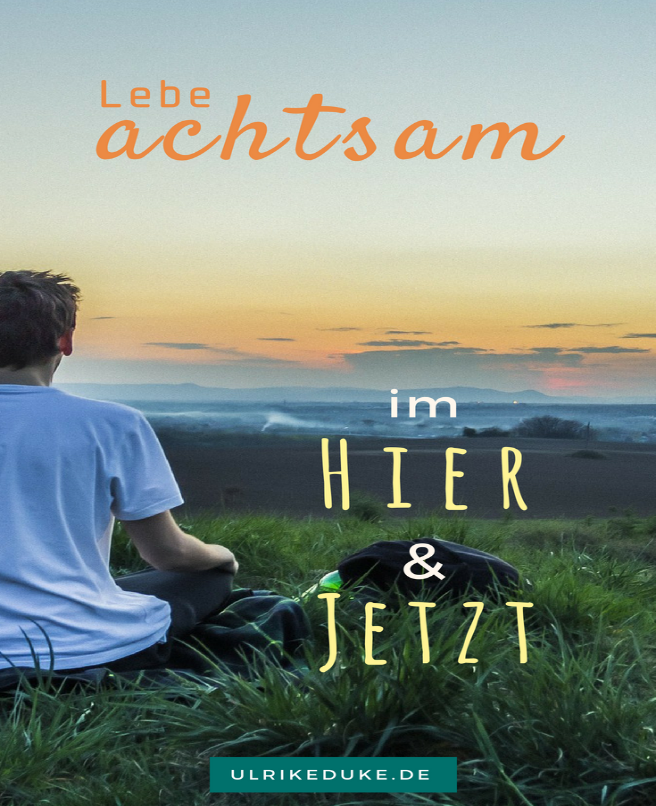 Lebe
achtsam
im
HIER
&
JETZT
ULRIKEDUKE.DE